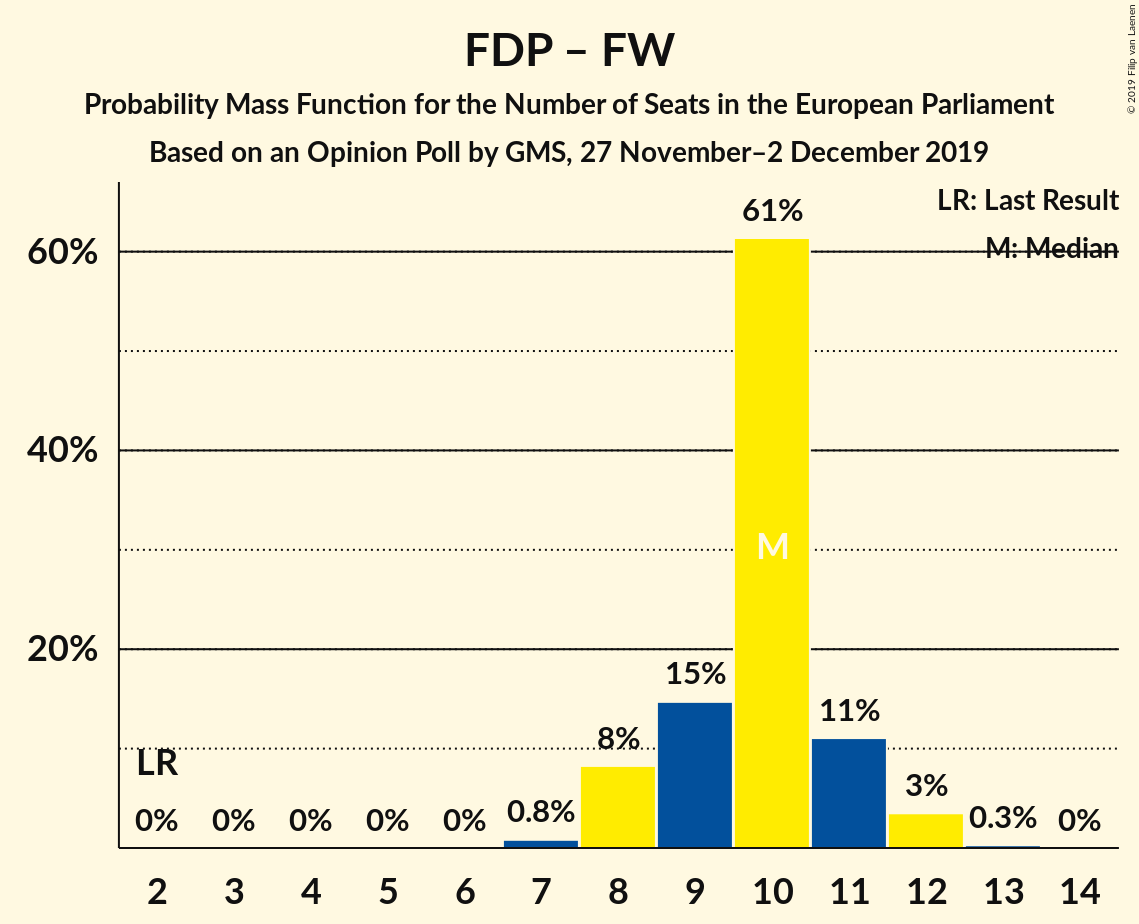 FDP – FW
Probability Mass Function for the Number of Seats in the European Parliament
Based on an Opinion Poll by GMS, 27 November–2 December 2019
© 2019 Filip van Laenen
LR: Last Result
M: Median
60%
40%
20%
61%
M
15%
11%
8%
LR
3%
0% 0% 0% 0% 0% 0.8% 0.3% 0%
2 3 4 5 6 7 8 9 10 11 12 13 14